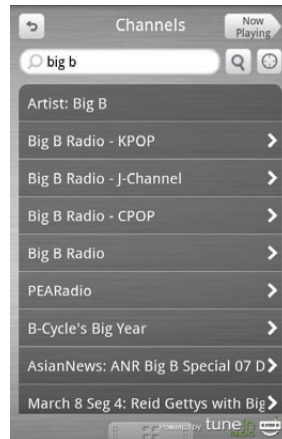 Channels
Now
Playing
big b
Artist: Big B
Big B Radio - KPOP
Big B Radio - J-Channel
Big B Radio - CPOP
Big B Radio
PEARadio
B-Cycle's Big Year
AsianNews: ANR Big B Special 07 D
March 8 Seg 4: Reid Gettys with Big
Powered by tunein